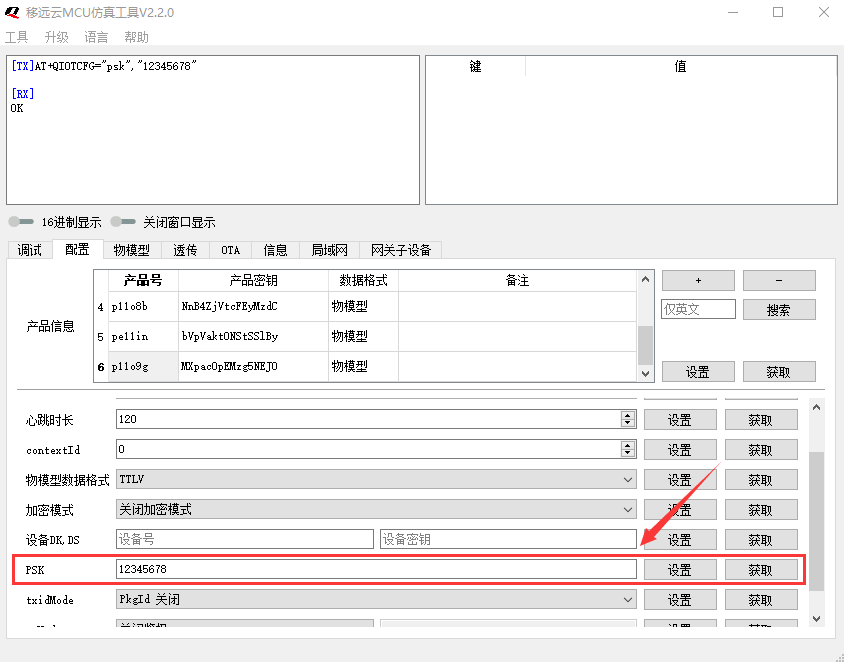 移远云MCU仿真工具V2.2.0
工具 升级 语言 帮助
[TX]AT+QIOTCFG="psk","12345678"
[RX]
OK
键 值
16进制显示 关闭窗口显示
调试 配置 物模型 透传 OTA 信息 局域网 网关子设备
产品信息
产品号 产品密钥 数据格式 备注
4 p11o8b NnB4ZjVtcFEyMzdC 物模型
5 pe11in bVpVaktONStSSlBy 物模型
6 p11o9g MXpacOpEMzg5NEJO 物模型
+ -
仅英文 搜索
设置 获取
心跳时长 120 设置 获取
contextId 0 设置 获取
物模型数据格式 TTLV 设置 获取
加密模式 关闭加密模式 设置 获取
设备DK,DS 设备号 设备密钥 设置 获取
PSK 12345678 设置 获取
txidMode PkgId 关闭 设置 获取